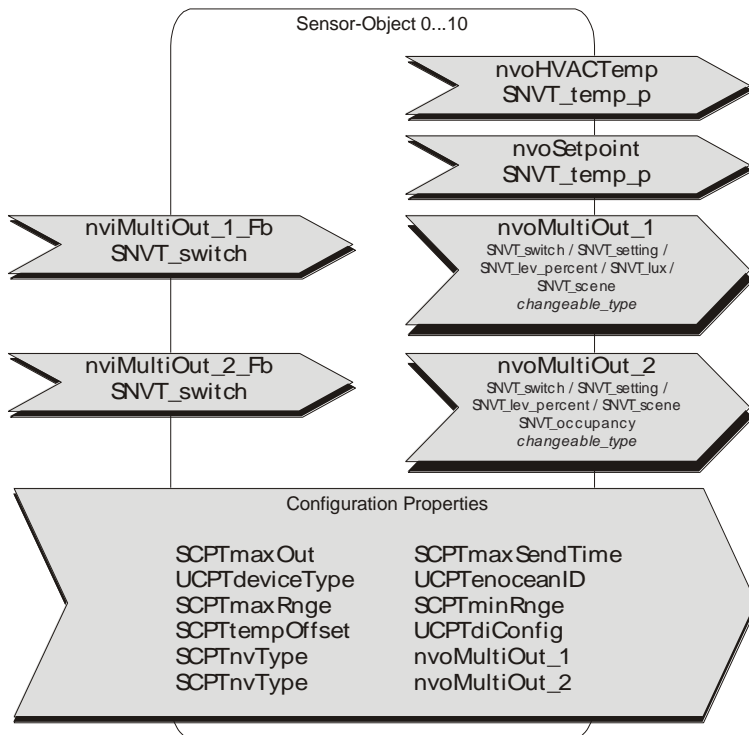 Sensor-Object 0...10
nvoHVACTemp
SNVT_temp_p
nvoSetpoint
SNVT_temp_p
nviMultiOut_1_Fb
SNVT_switch
nvoMultiOut_1
SNVT_switch / SNVT_setting /
SNVT_lev_percent / SNVT_lux /
SNVT_scene
changeable_type
nviMultiOut_2_Fb
SNVT_switch
nvoMultiOut_2
SNVT_switch / SNVT_setting /
SNVT_lev_percent / SNVT_scene
SNVT_occupancy
changeable_type
Configuration Properties
SCPTmaxOut SCPTmaxSendTime
UCPTdeviceType UCPTenoceanID
SCPTmaxRnge SCPTminRnge
SCPTtempOffset UCPTdiConfig
SCPTnvType nvoMultiOut_1
SCPTnvType nvoMultiOut_2